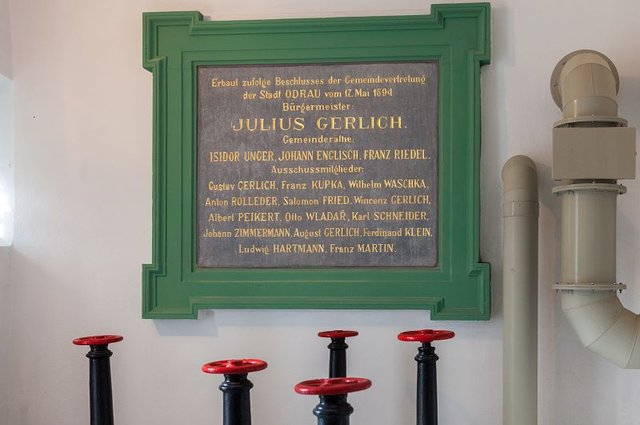 Erbaut zufolge Beschlusses der Gemeindevertretung
der Stadt ODRAU vom 17. Mai 1894
Bürgermeister:
JULIUS GERLICH.
Gemeinderäthe:
ISIDOR UNGER, JOHANN ENGLISCH, FRANZ RIEDEL.
Ausschussmitglieder:
Gustav GERLICH, Franz KUPKA, Wilhelm WASCHKA,
Anton ROLLEDER, Salomon FRIED, Wincenz GERLICH,
Albert PEIKERT, Otto WLADAŘ, Karl SCHNEIDER,
Johann ZIMMERMANN, August GERLICH, Ferdinand KLEIN,
Ludwig HARTMANN, Franz MARTIN.